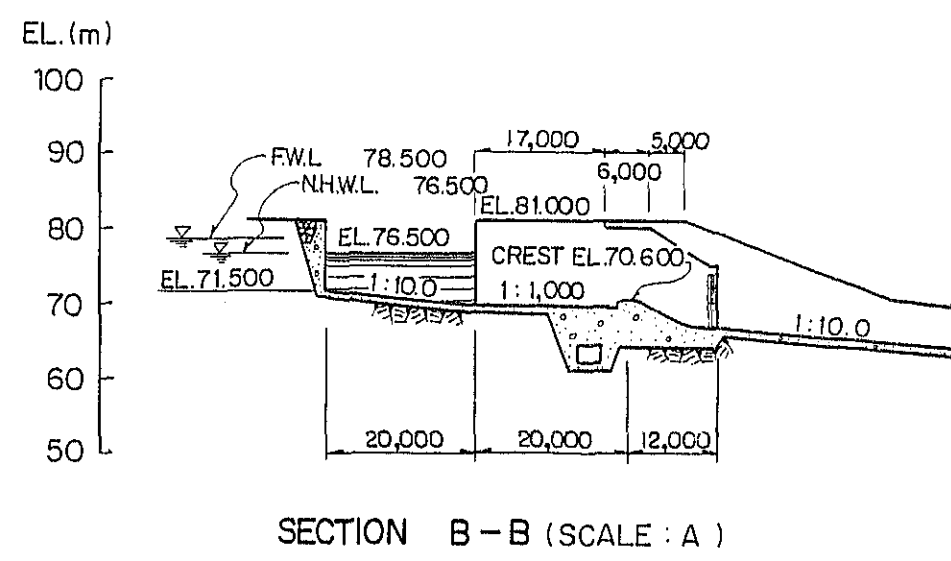 EL.(m)
100
90
80
70
60
50
17,000
5,000
6,000
F.W.L 78.500
N.H.W.L. 76.500
EL.81.000
EL.76.500
CREST EL.70.600
EL.71.500
1:10.0
1:1,000
1:10.0
20,000
20,000
12,000
SECTION B-B (SCALE : A )